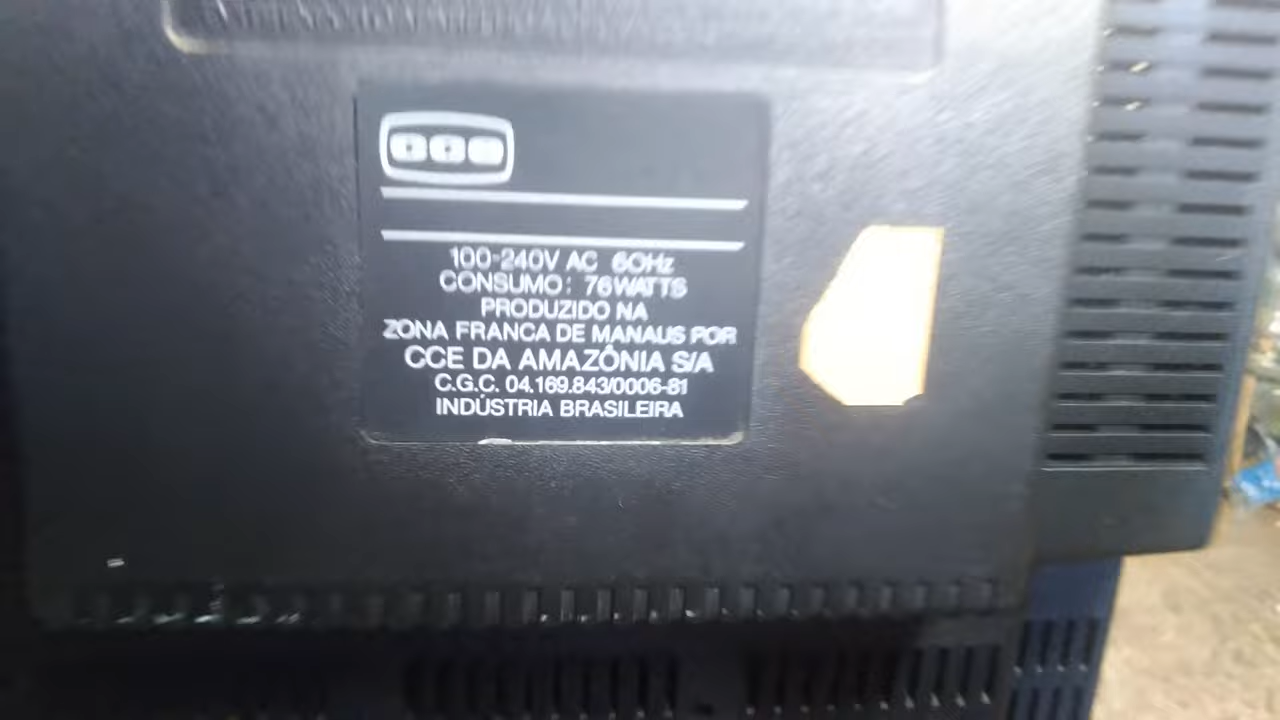 CCE
100-240V AC 60Hz
CONSUMO: 76WATTS
PRODUZIDO NA
ZONA FRANCA DE MANAUS POR
CCE DA AMAZÔNIA S/A
C.G.C. 04.169.843/0006-81
INDÚSTRIA BRASILEIRA